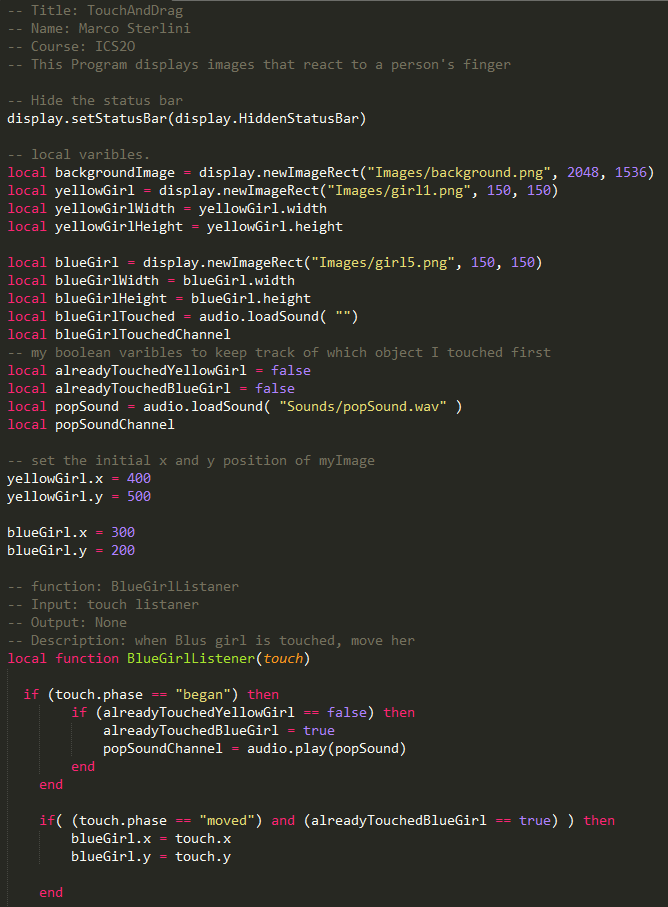 -- Title: TouchAndDrag
-- Name: Marco Sterlini
-- Course: ICS2O
-- This Program displays images that react to a person's finger

-- Hide the status bar
display.setStatusBar(display.HiddenStatusBar)

-- local varibles.
local backgroundImage = display.newImageRect("Images/background.png", 2048, 1536)
local yellowGirl = display.newImageRect("Images/girl1.png", 150, 150)
local yellowGirlWidth = yellowGirl.width
local yellowGirlHeight = yellowGirl.height

local blueGirl = display.newImageRect("Images/girl5.png", 150, 150)
local blueGirlWidth = blueGirl.width
local blueGirlHeight = blueGirl.height
local blueGirlTouched = audio.loadSound( "")
local blueGirlTouchedChannel
-- my boolean varibles to keep track of which object I touched first
local alreadyTouchedYellowGirl = false
local alreadyTouchedBlueGirl = false
local popSound = audio.loadSound( "Sounds/popSound.wav" )
local popSoundChannel

-- set the initial x and y position of myImage
yellowGirl.x = 400
yellowGirl.y = 500

blueGirl.x = 300
blueGirl.y = 200

-- function: BlueGirlListaner
-- Input: touch listaner
-- Output: None
-- Description: when Blus girl is touched, move her
local function BlueGirlListener(touch)

  if (touch.phase == "began") then
        if (alreadyTouchedYellowGirl == false) then
            alreadyTouchedBlueGirl = true
            popSoundChannel = audio.play(popSound)
        end
    end

    if( (touch.phase == "moved") and (alreadyTouchedBlueGirl == true) ) then
        blueGirl.x = touch.x
        blueGirl.y = touch.y

    end